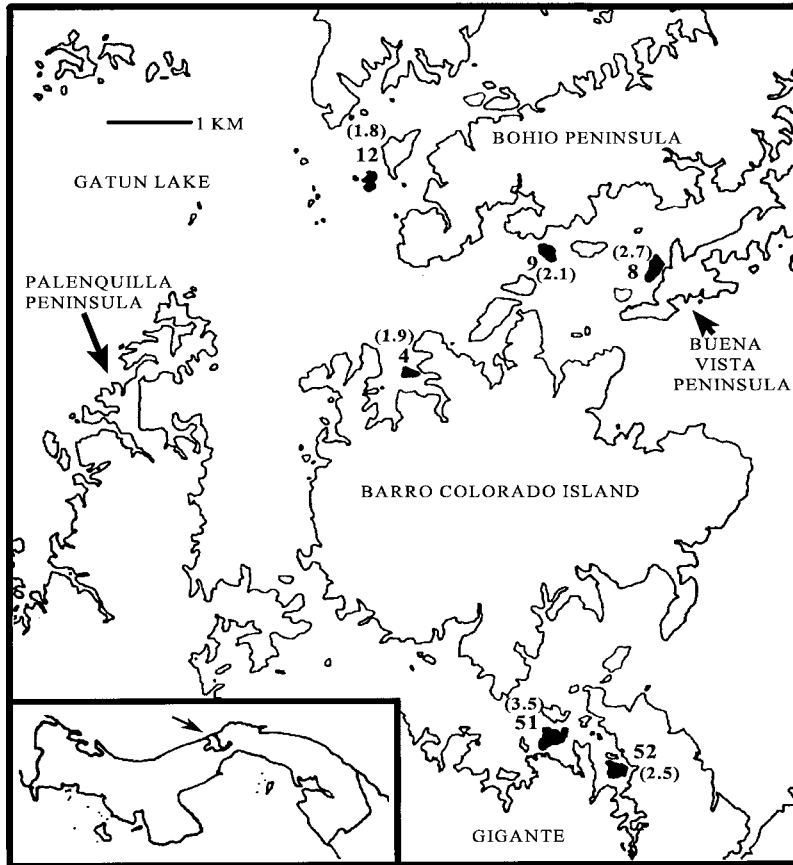 1 KM
(1.8)
12
BOHIO PENINSULA
GATUN LAKE
(2.7)
9
8
(2.1)
PALENQUILLA
PENINSULA
(1.9)
4
BUENA
VISTA
PENINSULA
BARRO COLORADO ISLAND
(3.5)
51
52
(2.5)
GIGANTE